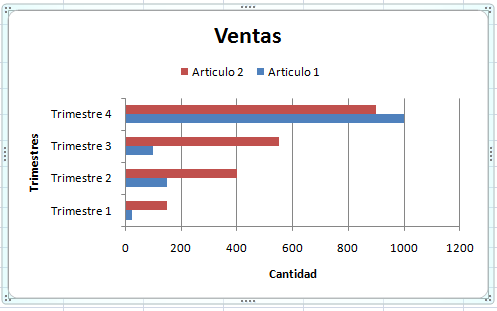 Ventas
Articulo 2 Articulo 1
Trimestre 4
Trimestre 3
Trimestre 2
Trimestre 1
Trimestres
0 200 400 600 800 1000 1200
Cantidad